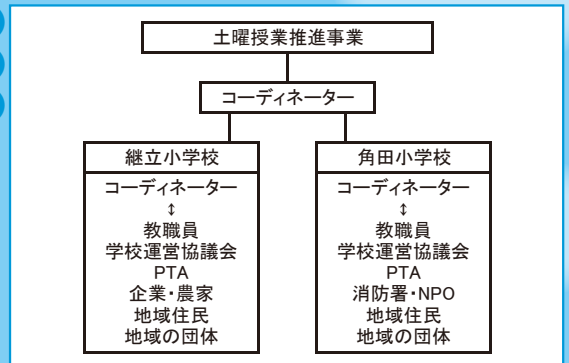 土曜授業推進事業
コーディネーター
継立小学校
コーディネーター
↕
教職員
学校運営協議会
PTA
企業・農家
地域住民
地域の団体
角田小学校
コーディネーター
↕
教職員
学校運営協議会
PTA
消防署・NPO
地域住民
地域の団体